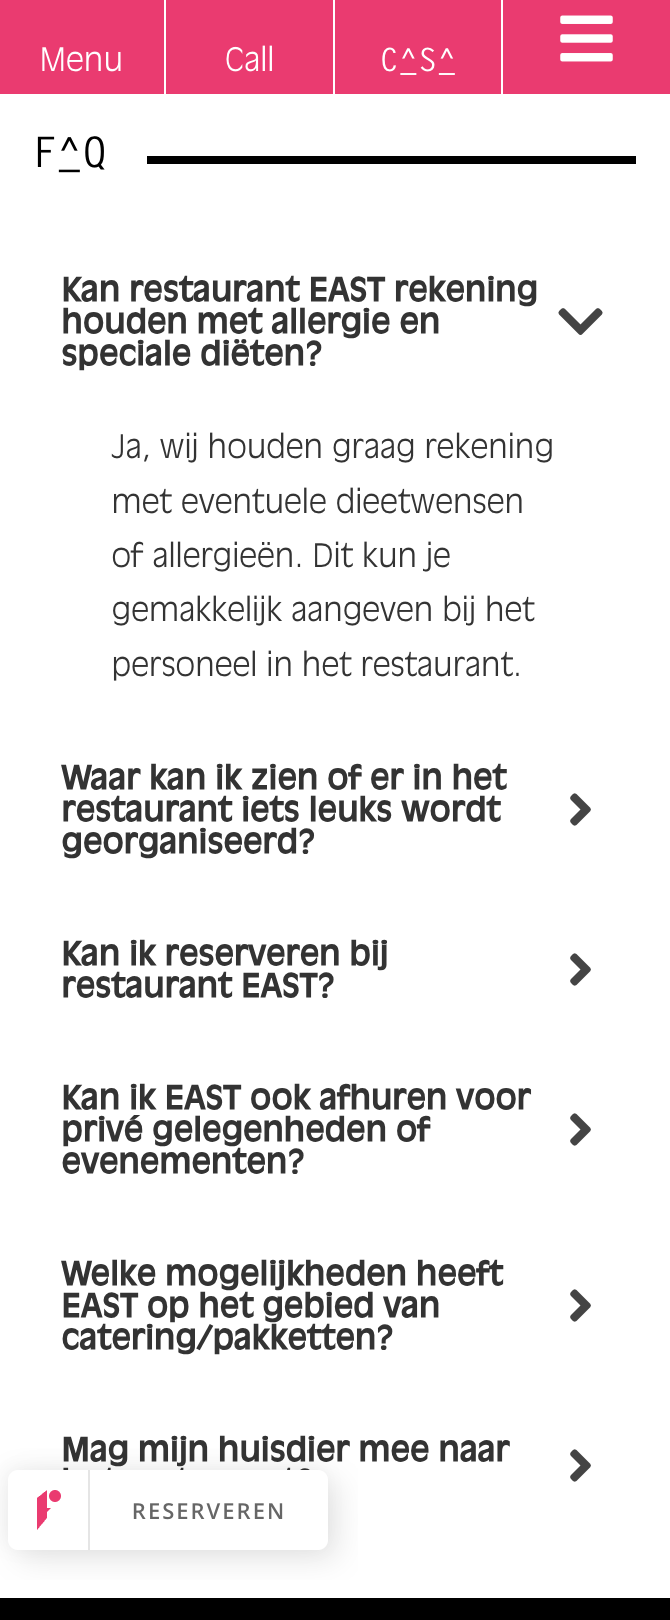 Menu
Call
C^S^
F^Q
Kan restaurant EAST rekening
houden met allergie en
speciale diëten?
Ja, wij houden graag rekening
met eventuele dieetwensen
of allergieën. Dit kun je
gemakkelijk aangeven bij het
personeel in het restaurant.
Waar kan ik zien of er in het
restaurant iets leuks wordt
georganiseerd?
Kan ik reserveren bij
restaurant EAST?
Kan ik EAST ook afhuren voor
privé gelegenheden of
evenementen?
Welke mogelijkheden heeft
EAST op het gebied van
catering/pakketten?
Mag mijn huisdier mee naar
RESERVEREN